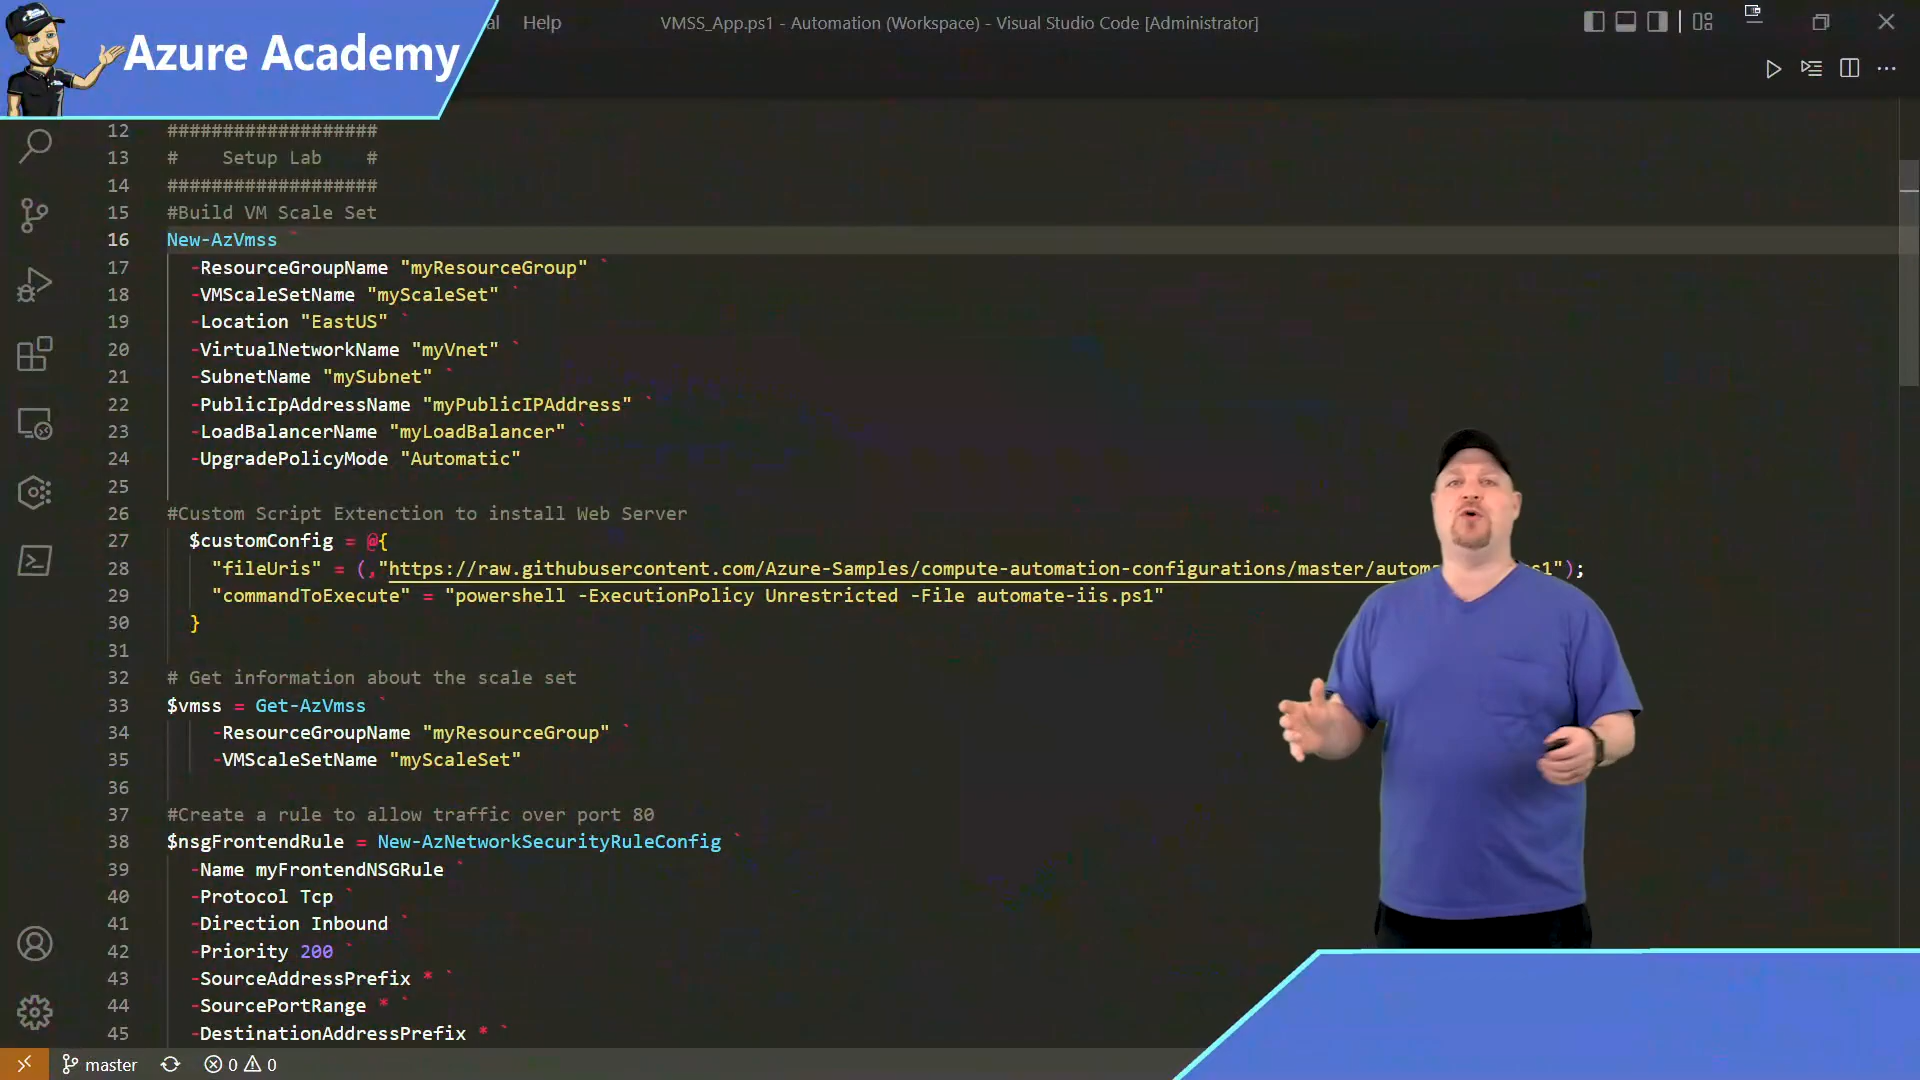 Azure Academy
Help
VMSS_App.ps1 - Automation (Workspace) - Visual Studio Code [Administrator]
12 ###################
13 #    Setup Lab    #
14 ###################
15 #Build VM Scale Set
16 New-AzVmss `
17 -ResourceGroupName "myResourceGroup" `
18 -VMScaleSetName "myScaleSet" `
19 -Location "EastUS" `
20 -VirtualNetworkName "myVnet" `
21 -SubnetName "mySubnet" `
22 -PublicIpAddressName "myPublicIPAddress" `
23 -LoadBalancerName "myLoadBalancer" `
24 -UpgradePolicyMode "Automatic"
25
26 #Custom Script Extenction to install Web Server
27 $customConfig = @{
28 "fileUris" = (,"https://raw.githubusercontent.com/Azure-Samples/compute-automation-configurations/master/autom s1");
29 "commandToExecute" = "powershell -ExecutionPolicy Unrestricted -File automate-iis.ps1"
30 }
31
32 # Get information about the scale set
33 $vmss = Get-AzVmss `
34 -ResourceGroupName "myResourceGroup" `
35 -VMScaleSetName "myScaleSet"
36
37 #Create a rule to allow traffic over port 80
38 $nsgFrontendRule = New-AzNetworkSecurityRuleConfig `
39 -Name myFrontendNSGRule `
40 -Protocol Tcp `
41 -Direction Inbound `
42 -Priority 200 `
43 -SourceAddressPrefix * `
44 -SourcePortRange * `
45 -DestinationAddressPrefix * `
master 0 0